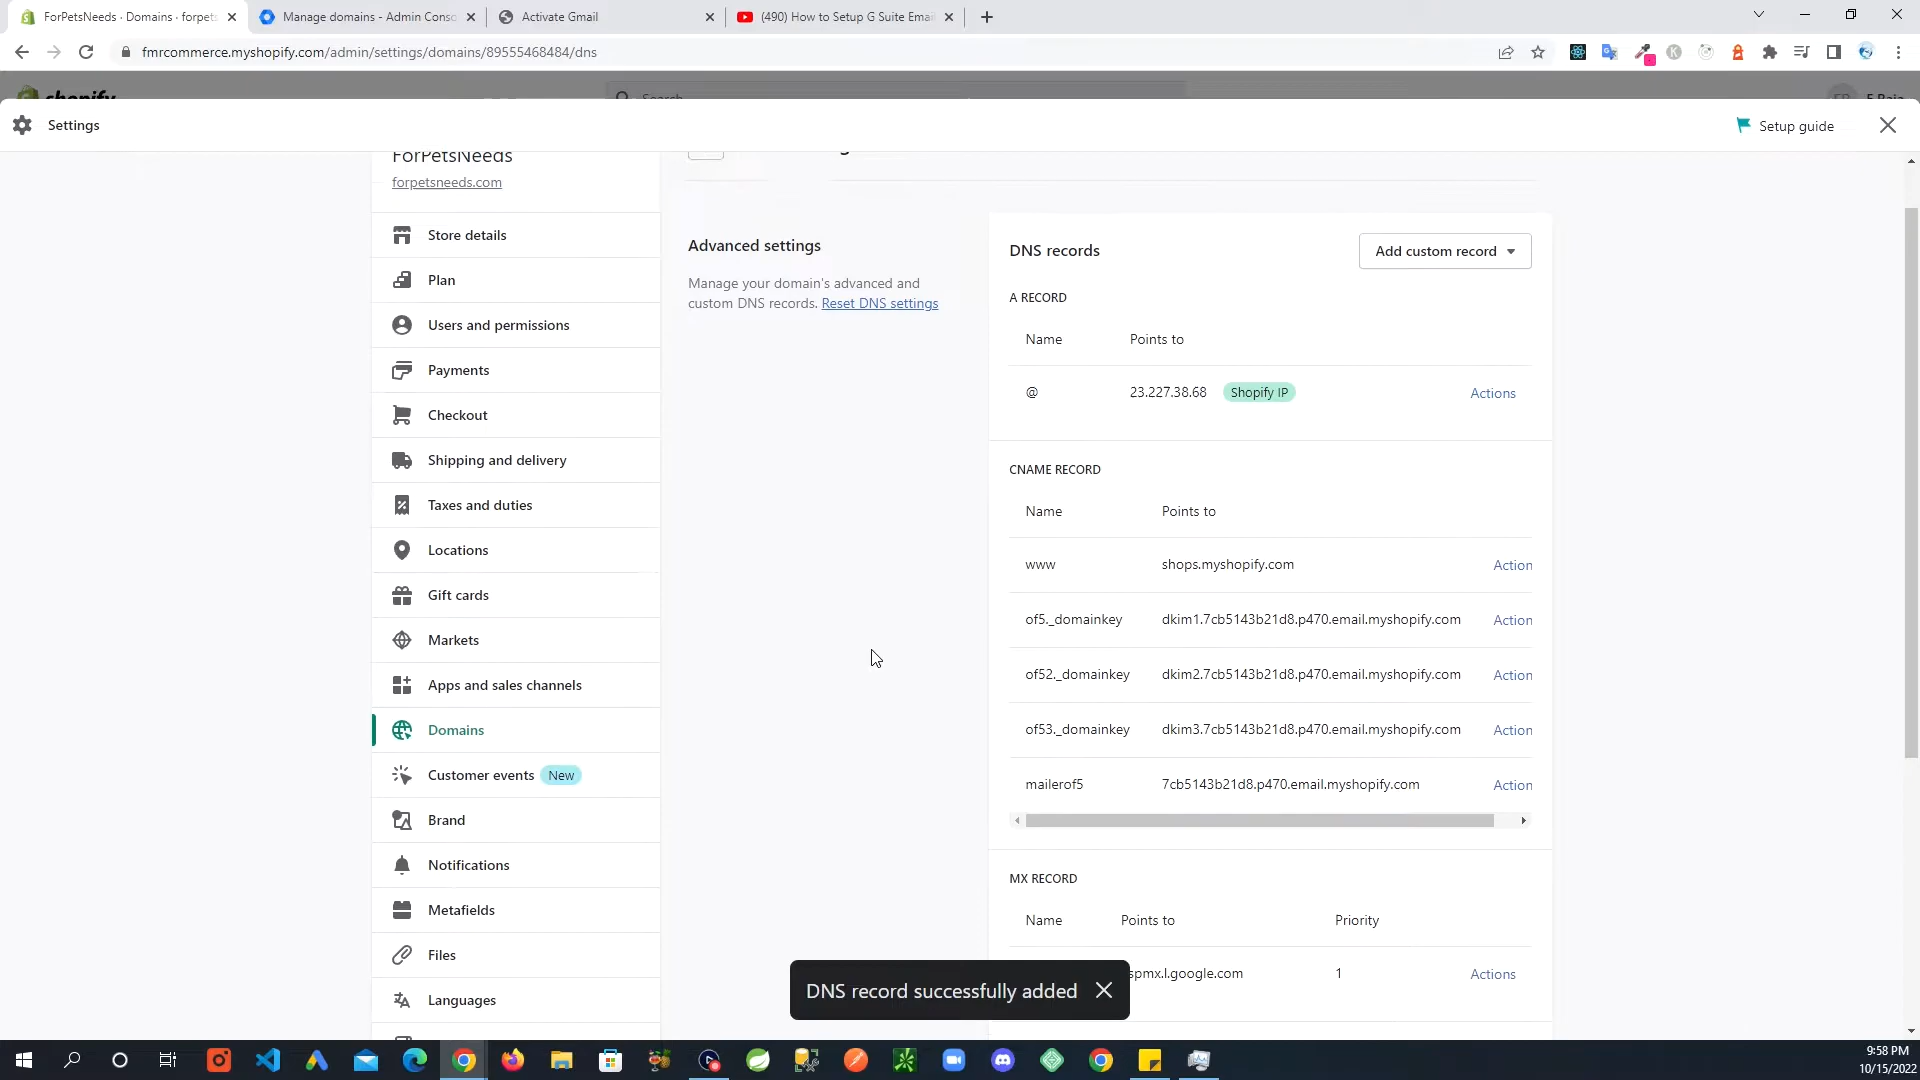 ForPetsNeeds · Domains · forpets
Manage domains - Admin Conso
Activate Gmail
(490) How to Setup G Suite Emai
fmrcommerce.myshopify.com/admin/settings/domains/89555468484/dns
shopify
Search
Settings
Setup guide
ForPetsNeeds
forpetsneeds.com
Store details
Plan
Users and permissions
Payments
Checkout
Shipping and delivery
Taxes and duties
Locations
Gift cards
Markets
Apps and sales channels
Domains
Customer events New
Brand
Notifications
Metafields
Files
Languages
Advanced settings
Manage your domain's advanced and
custom DNS records. Reset DNS settings
DNS records
Add custom record
A RECORD
Name Points to
@ 23.227.38.68 Shopify IP Actions
CNAME RECORD
Name Points to
www shops.myshopify.com Action
of5._domainkey dkim1.7cb5143b21d8.p470.email.myshopify.com Action
of52._domainkey dkim2.7cb5143b21d8.p470.email.myshopify.com Action
of53._domainkey dkim3.7cb5143b21d8.p470.email.myshopify.com Action
mailerof5 7cb5143b21d8.p470.email.myshopify.com Action
MX RECORD
Name Points to Priority
spmx.l.google.com 1 Actions
DNS record successfully added
9:58 PM
10/15/2022